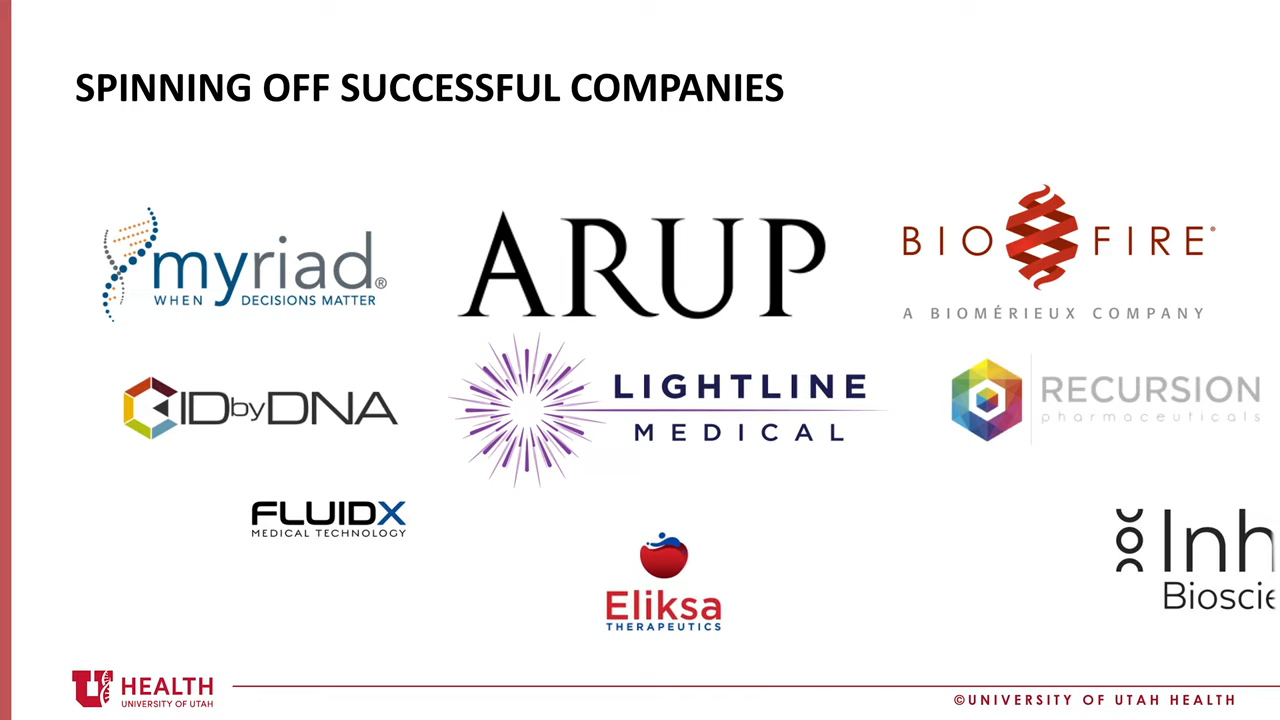 SPINNING OFF SUCCESSFUL COMPANIES
myriad®
WHEN DECISIONS MATTER
ARUP
BIO FIRE®
A BIOMÉRIEUX COMPANY
IDbyDNA
LIGHTLINE
MEDICAL
RECURSION
pharmaceuticals
FLUIDX
MEDICAL TECHNOLOGY
Eliksa
THERAPEUTICS
U HEALTH
UNIVERSITY OF UTAH
©UNIVERSITY OF UTAH HEALTH